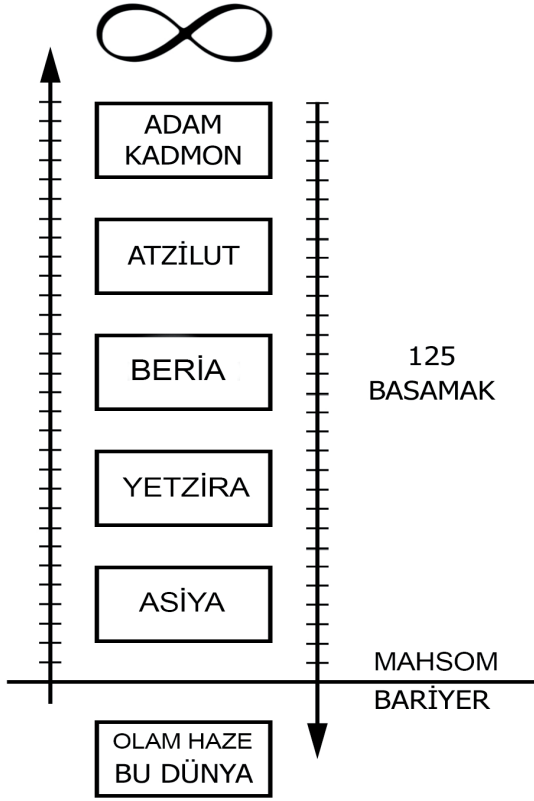 ADAM
KADMON
ATZİLUT
BERİA
125
BASAMAK
YETZİRA
ASİYA
MAHSOM
BARİYER
OLAM HAZE
BU DÜNYA